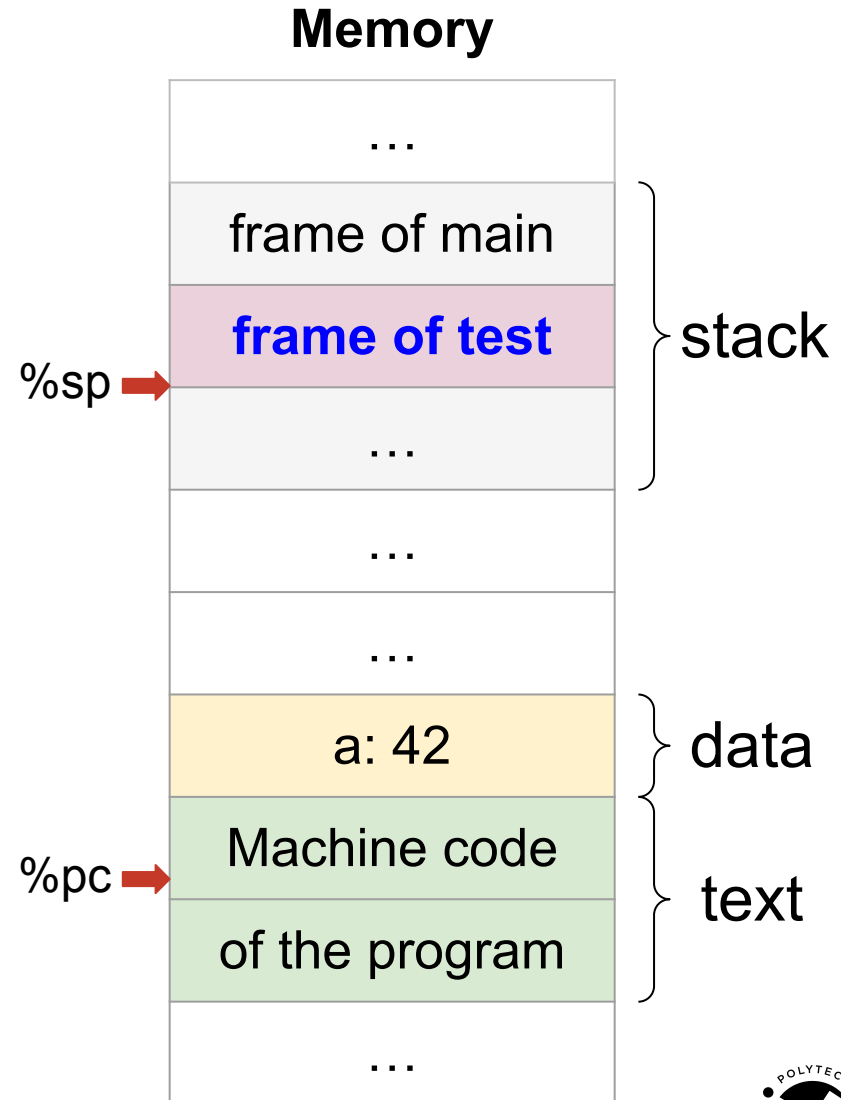 Memory
…
frame of main
frame of test
stack
%sp
…
…
…
a: 42
data
Machine code
%pc
text
of the program
…